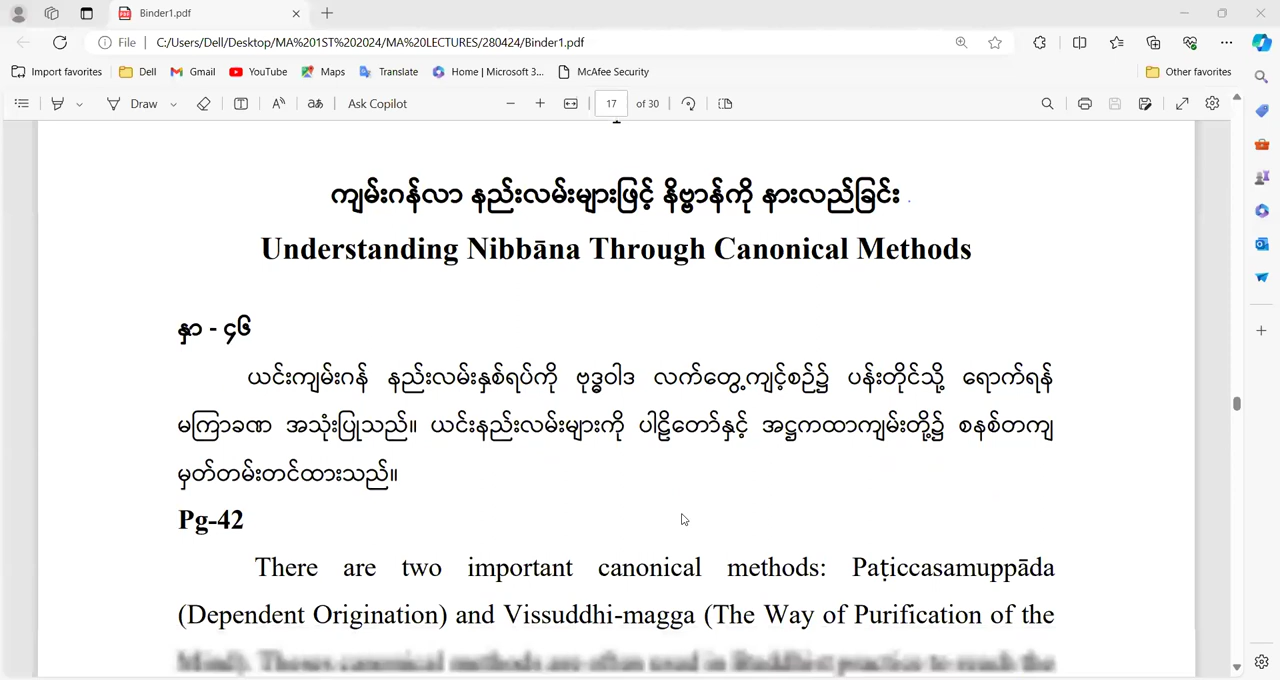 Binder1.pdf
File C:/Users/Dell/Desktop/MA%201ST%202024/MA%20LECTURES/280424/Binder1.pdf
Import favorites Dell Gmail YouTube Maps Translate Home | Microsoft 3... McAfee Security Other favorites
Draw Ask Copilot 17 of 30
ကျမ်းဂန်လာ နည်းလမ်းများဖြင့် နိဗ္ဗာန်ကို နားလည်ခြင်း
Understanding Nibbāna Through Canonical Methods
နှာ - ၄၆
ယင်းကျမ်းဂန် နည်းလမ်းနှစ်ရပ်ကို ဗုဒ္ဓဝါဒ လက်တွေ့ကျင့်စဉ်၌ ပန်းတိုင်သို့ ရောက်ရန်
မကြာခဏ အသုံးပြုသည်။ ယင်းနည်းလမ်းများကို ပါဠိတော်နှင့် အဋ္ဌကထာကျမ်းတို့၌ စနစ်တကျ
မှတ်တမ်းတင်ထားသည်။
Pg-42
There are two important canonical methods: Paṭiccasamuppāda
(Dependent Origination) and Vissuddhi-magga (The Way of Purification of the